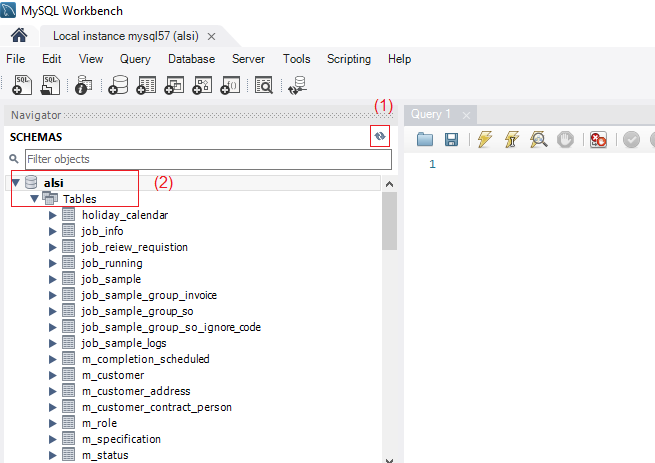 MySQL Workbench
Local instance mysql57 (alsi) ×
File Edit View Query Database Server Tools Scripting Help
SQL SQL
Navigator
(1)
Query 1 ×
SCHEMAS
Filter objects
1
alsi
(2)
Tables
holiday_calendar
job_info
job_reiew_requistion
job_running
job_sample
job_sample_group_invoice
job_sample_group_so
job_sample_group_so_ignore_code
job_sample_logs
m_completion_scheduled
m_customer
m_customer_address
m_customer_contract_person
m_role
m_specification
m_status